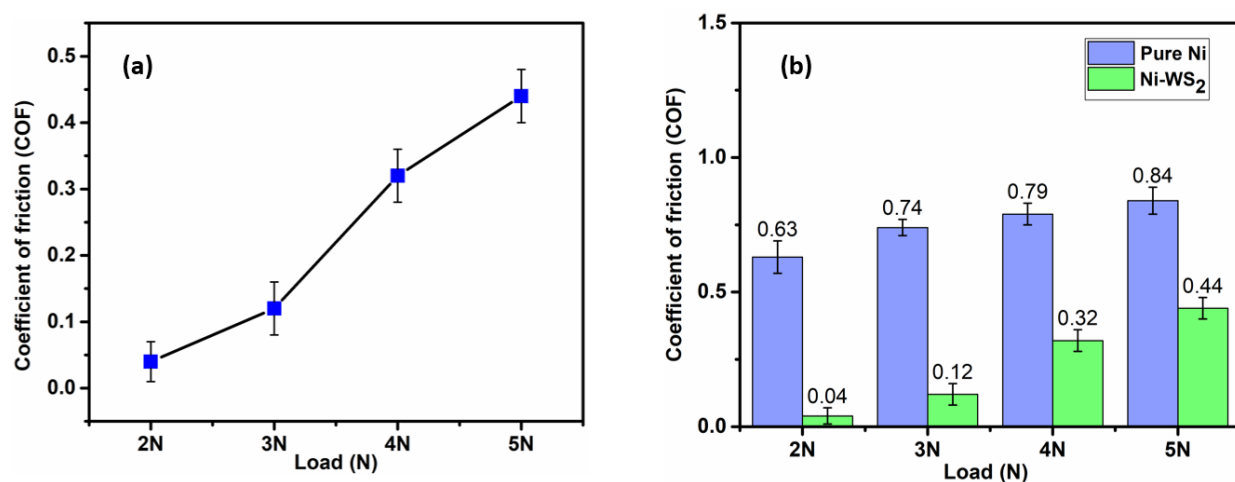 (a)
Coefficient of friction (COF)
0.5
0.4
0.3
0.2
0.1
0.0
2N 3N 4N 5N
Load (N)
(b)
Coefficient of friction (COF)
1.5
1.0
0.5
0.0
Pure Ni
Ni-WS2
0.63 0.74 0.79 0.84
0.04 0.12 0.32 0.44
2N 3N 4N 5N
Load (N)